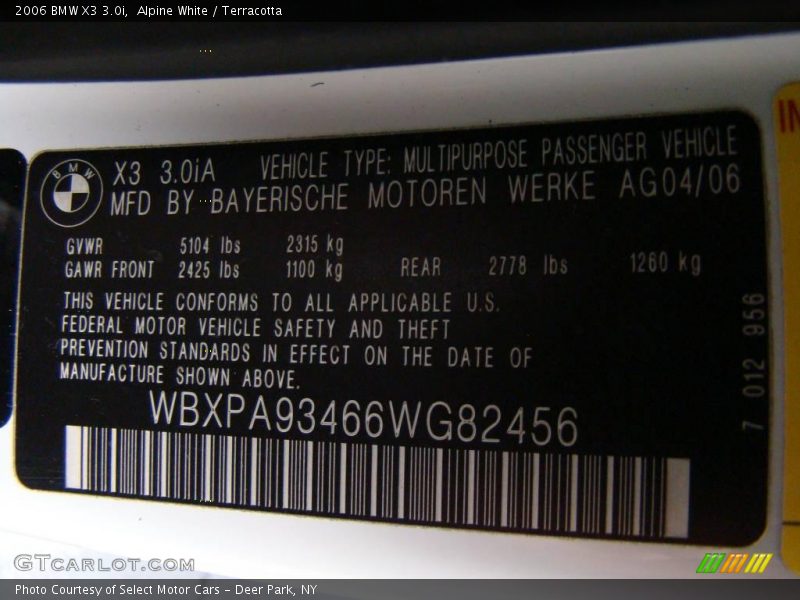 2006 BMW X3 3.0i,  Alpine White / Terracotta
BMW
X3 3.0iA VEHICLE TYPE: MULTIPURPOSE PASSENGER VEHICLE
MFD BY BAYERISCHE MOTOREN WERKE AG04/06
GVWR 5104 lbs 2315 kg
GAWR FRONT 2425 lbs 1100 kg REAR 2778 lbs 1260 kg
THIS VEHICLE CONFORMS TO ALL APPLICABLE U.S.
FEDERAL MOTOR VEHICLE SAFETY AND THEFT
PREVENTION STANDARDS IN EFFECT ON THE DATE OF
MANUFACTURE SHOWN ABOVE.
WBXPA93466WG82456
7 012 956
GTCARLOT.COM
Photo Courtesy of Select Motor Cars - Deer Park, NY